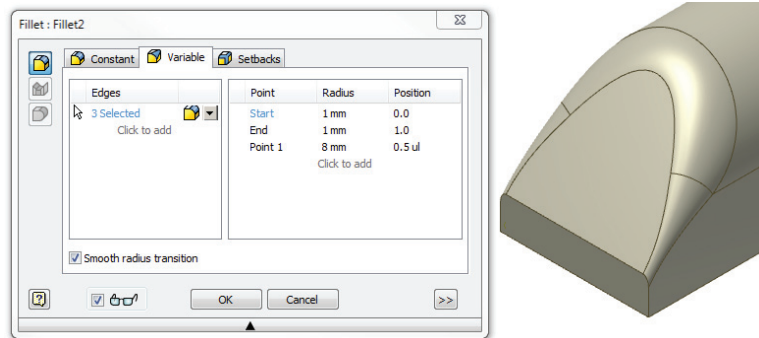 Fillet : Fillet2
Constant Variable Setbacks
Edges
3 Selected
Click to add
Point Radius Position
Start 1 mm 0.0
End 1 mm 1.0
Point 1 8 mm 0.5 ul
Click to add
Smooth radius transition
OK Cancel >>